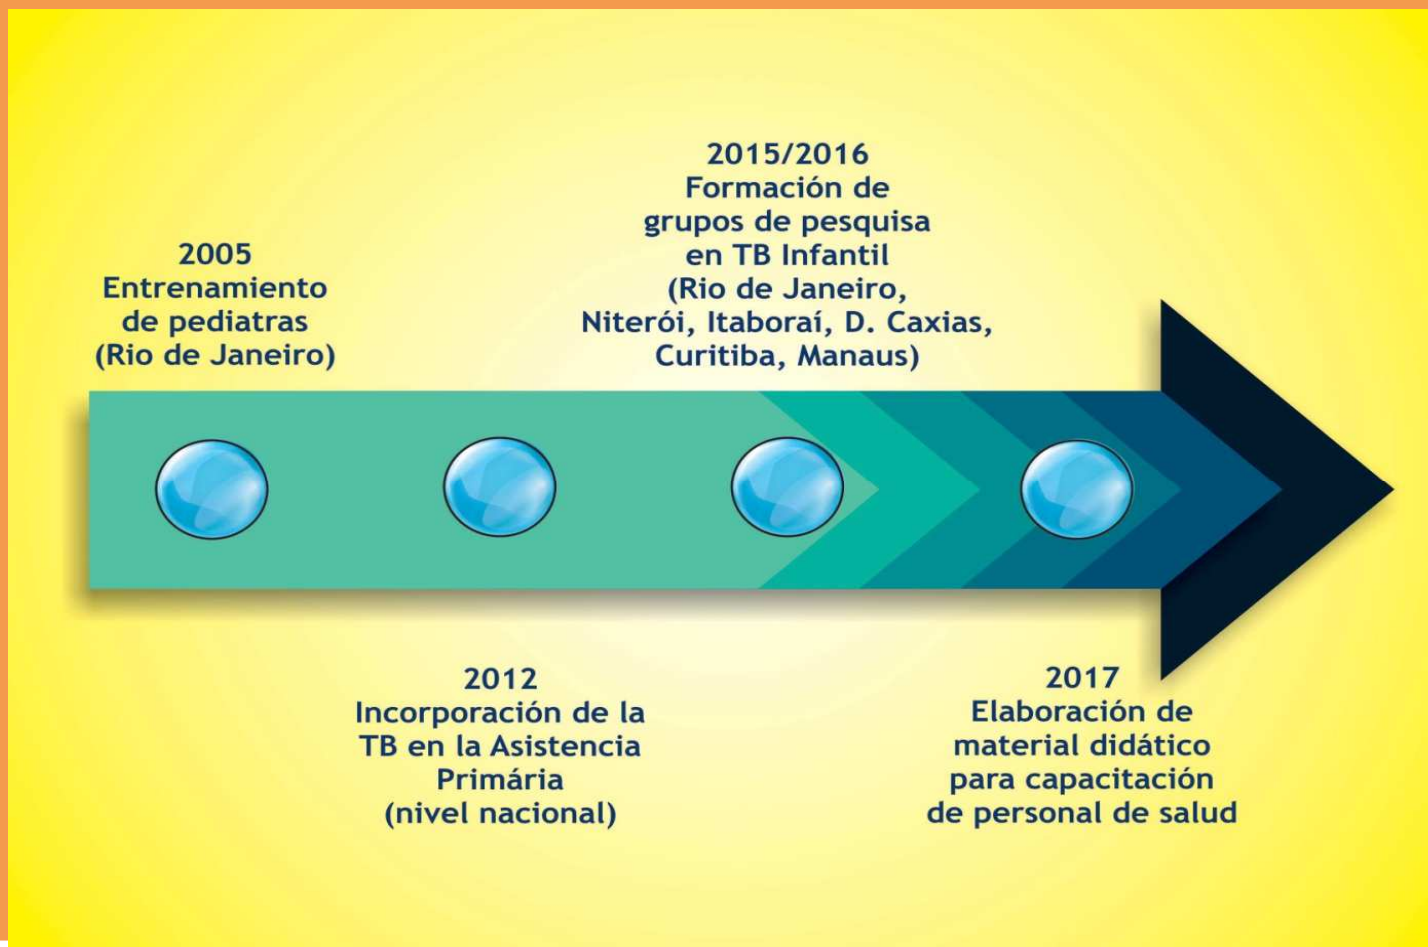 2005
Entrenamiento
de pediatras
(Rio de Janeiro)
2012
Incorporación de la
TB en la Asistencia
Primária
(nivel nacional)
2015/2016
Formación de
grupos de pesquisa
en TB Infantil
(Rio de Janeiro,
Niterói, Itaboraí, D. Caxias,
Curitiba, Manaus)
2017
Elaboración de
material didático
para capacitación
de personal de salud